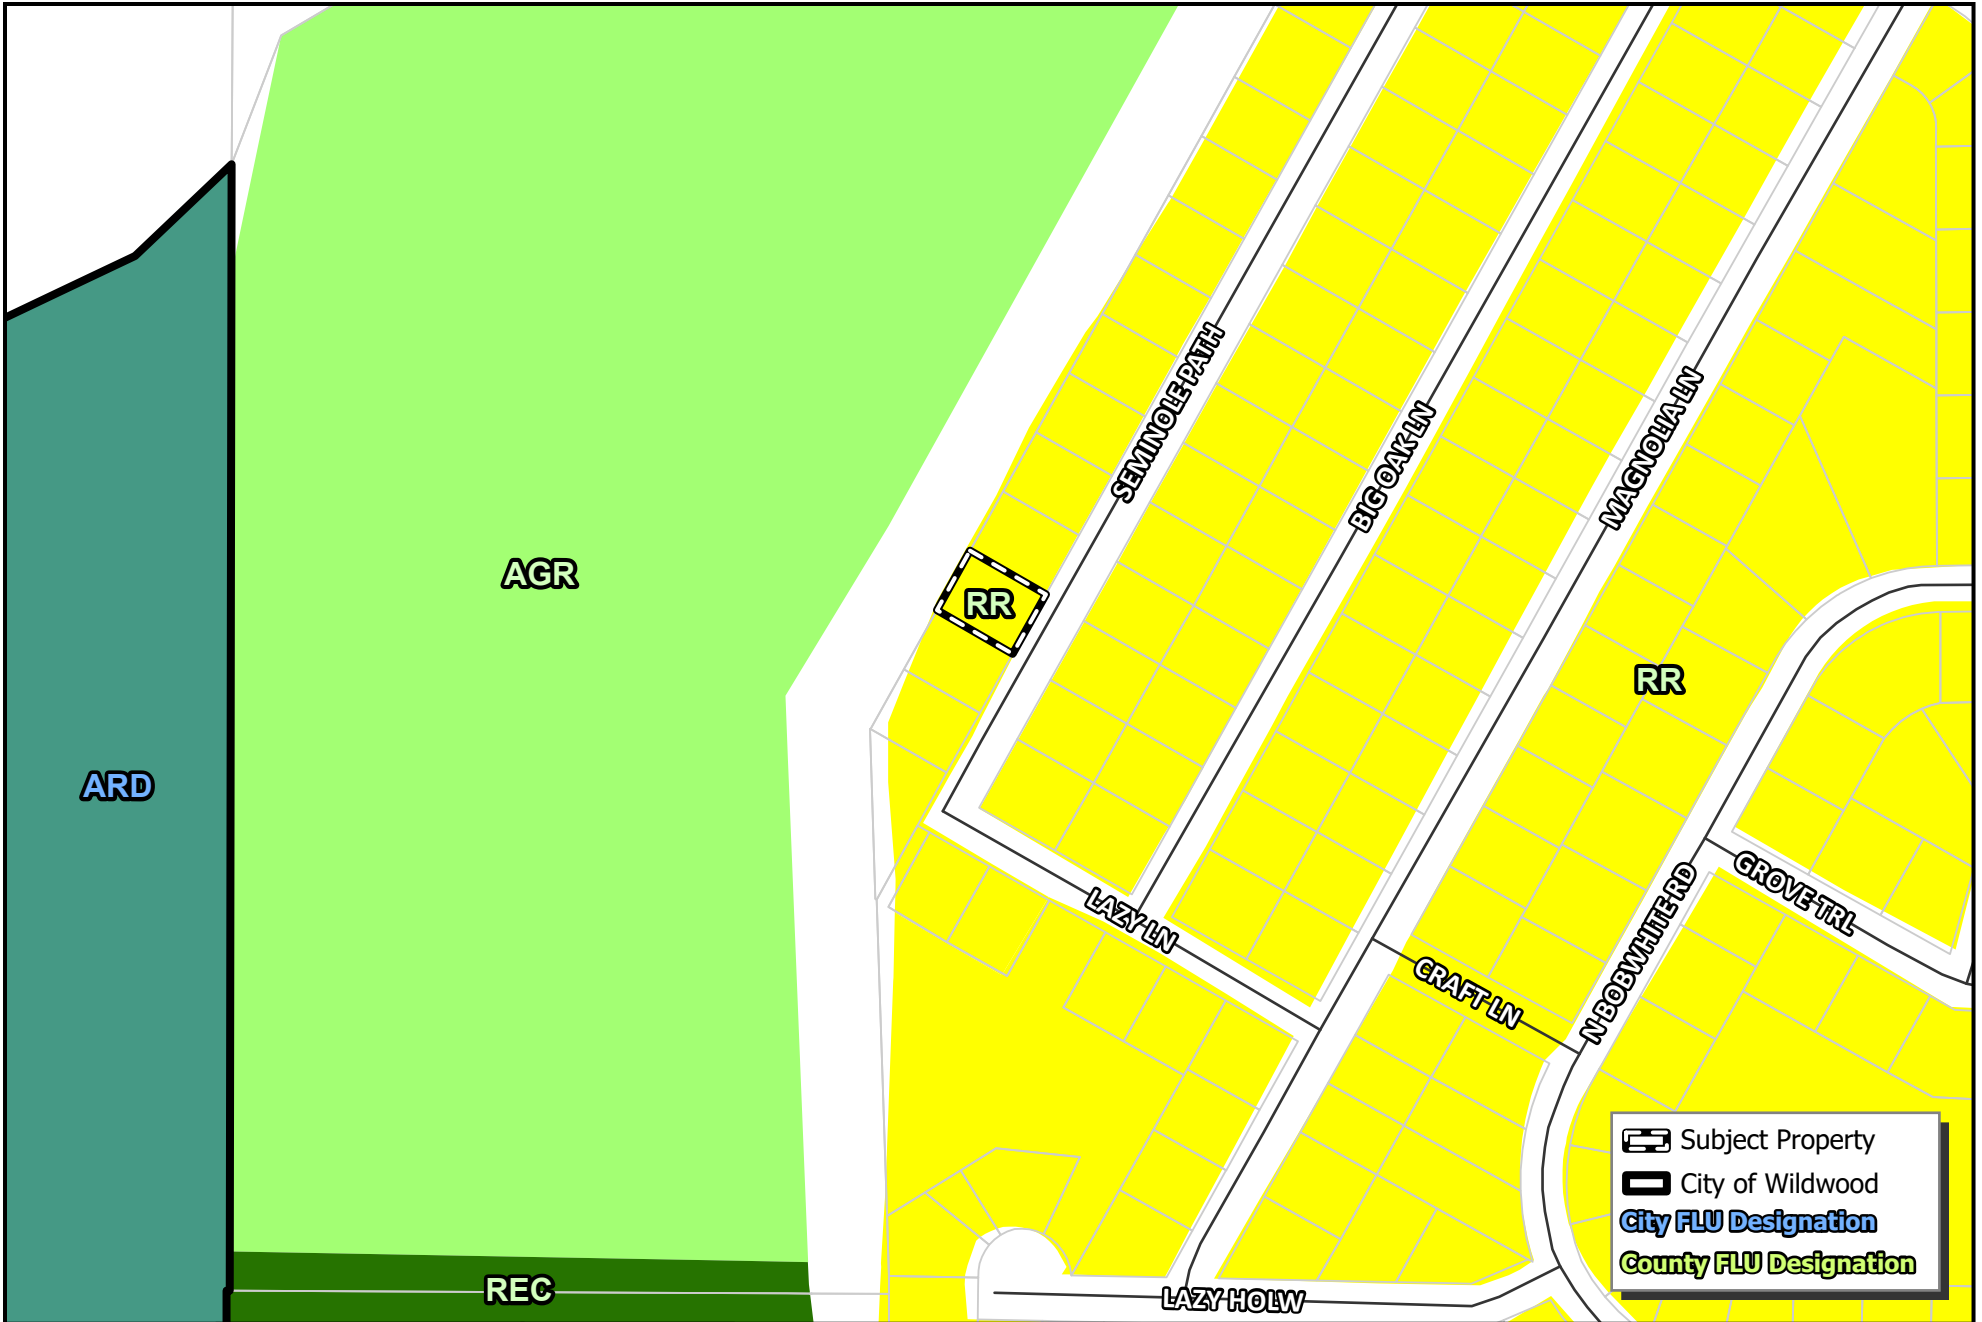 SEMINOLE PATH
BIG OAK LN
MAGNOLIA LN
AGR
RR
RR
ARD
LAZY LN
CRAFT LN
N BOBWHITE RD
GROVE TRL
REC
LAZY HOLW
Subject Property
City of Wildwood
City FLU Designation
County FLU Designation